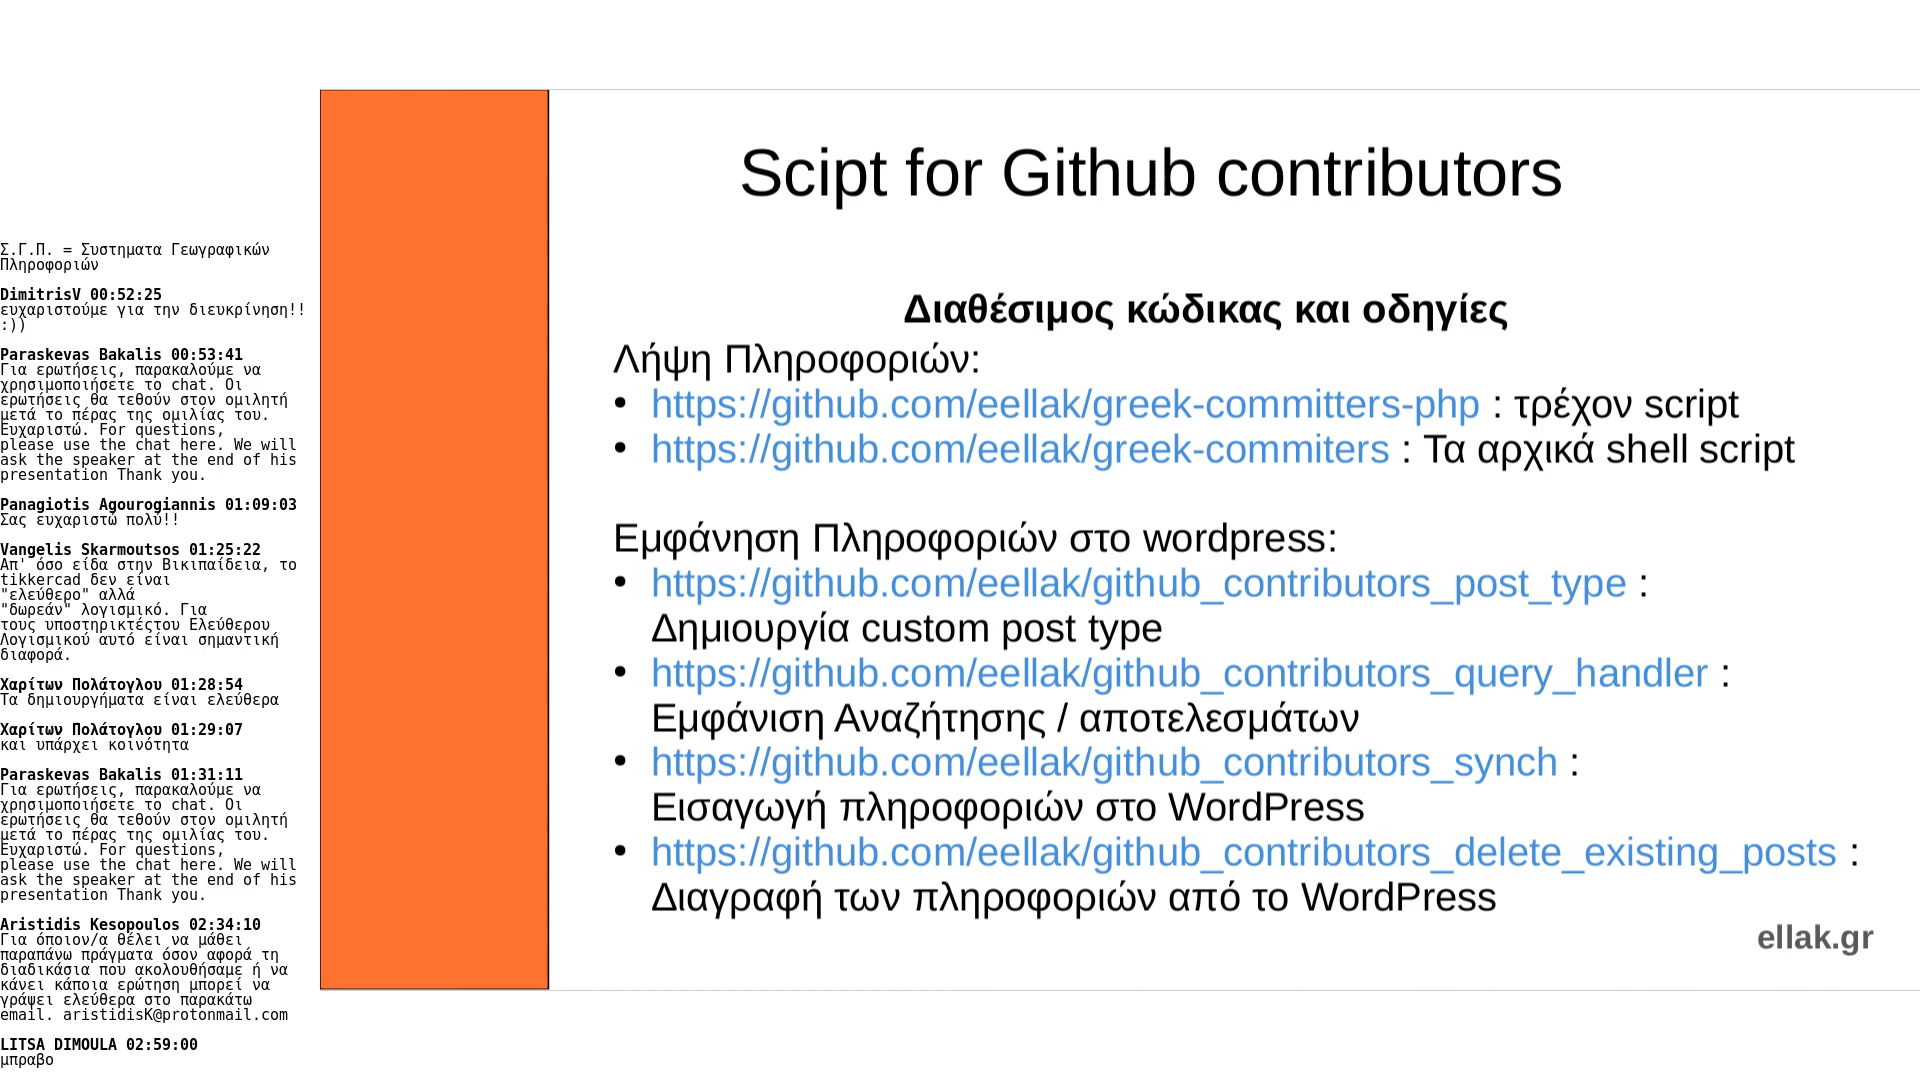 Σ.Γ.Π. = Συστηματα Γεωγραφικών
Πληροφοριών
DimitrisV 00:52:25
ευχαριστούμε για την διευκρίνηση!!
:))
Paraskevas Bakalis 00:53:41
Για ερωτήσεις, παρακαλούμε να
χρησιμοποιήσετε το chat. Οι
ερωτήσεις θα τεθούν στον ομιλητή
μετά το πέρας της ομιλίας του.
Ευχαριστώ. For questions,
please use the chat here. We will
ask the speaker at the end of his
presentation Thank you.
Panagiotis Agourogiannis 01:09:03
Σας ευχαριστώ πολύ!!
Vangelis Skarmoutsos 01:25:22
Απ' όσο είδα στην Βικιπαίδεια, το
tikkercad δεν είναι
"ελεύθερο" αλλά
"δωρεάν" λογισμικό. Για
τους υποστηρικτέςτου Ελεύθερου
Λογισμικού αυτό είναι σημαντική
διαφορά.
Χαρίτων Πολάτογλου 01:28:54
Τα δημιουργήματα είναι ελεύθερα
Χαρίτων Πολάτογλου 01:29:07
και υπάρχει κοινότητα
Paraskevas Bakalis 01:31:11
Για ερωτήσεις, παρακαλούμε να
χρησιμοποιήσετε το chat. Οι
ερωτήσεις θα τεθούν στον ομιλητή
μετά το πέρας της ομιλίας του.
Ευχαριστώ. For questions,
please use the chat here. We will
ask the speaker at the end of his
presentation Thank you.
Aristidis Kesopoulos 02:34:10
Για όποιον/α θέλει να μάθει
παραπάνω πράγματα όσον αφορά τη
διαδικάσια που ακολουθήσαμε ή να
κάνει κάποια ερώτηση μπορεί να
γράψει ελεύθερα στο παρακάτω
email. aristidisK@protonmail.com
LITSA DIMOULA 02:59:00
μπραβο
Scipt for Github contributors
Διαθέσιμος κώδικας και οδηγίες
Λήψη Πληροφοριών:
• https://github.com/eellak/greek-committers-php : τρέχον script
• https://github.com/eellak/greek-commiters : Τα αρχικά shell script
Εμφάνηση Πληροφοριών στο wordpress:
• https://github.com/eellak/github_contributors_post_type :
Δημιουργία custom post type
• https://github.com/eellak/github_contributors_query_handler :
Εμφάνιση Αναζήτησης / αποτελεσμάτων
• https://github.com/eellak/github_contributors_synch :
Εισαγωγή πληροφοριών στο WordPress
• https://github.com/eellak/github_contributors_delete_existing_posts :
Διαγραφή των πληροφοριών από το WordPress
ellak.gr